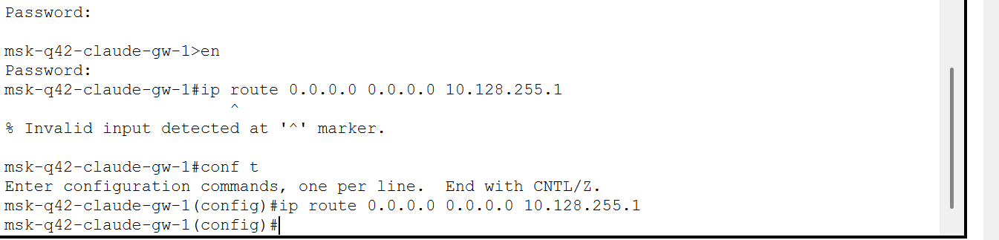 Password:
msk-q42-claude-gw-1>en
Password:
msk-q42-claude-gw-1#ip route 0.0.0.0 0.0.0.0 10.128.255.1
^
% Invalid input detected at '^' marker.
msk-q42-claude-gw-1#conf t
Enter configuration commands, one per line.  End with CNTL/Z.
msk-q42-claude-gw-1(config)#ip route 0.0.0.0 0.0.0.0 10.128.255.1
msk-q42-claude-gw-1(config)#